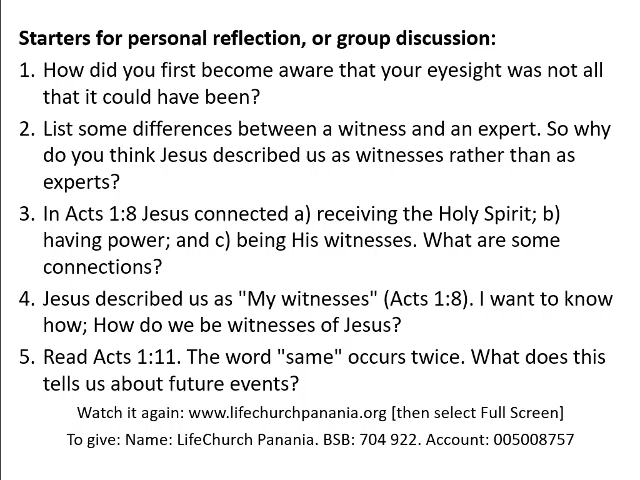 Starters for personal reflection, or group discussion:
1. How did you first become aware that your eyesight was not all
that it could have been?
2. List some differences between a witness and an expert. So why
do you think Jesus described us as witnesses rather than as
experts?
3. In Acts 1:8 Jesus connected a) receiving the Holy Spirit; b)
having power; and c) being His witnesses. What are some
connections?
4. Jesus described us as "My witnesses" (Acts 1:8). I want to know
how; How do we be witnesses of Jesus?
5. Read Acts 1:11. The word "same" occurs twice. What does this
tells us about future events?
Watch it again: www.lifechurchpanania.org [then select Full Screen]
To give: Name: LifeChurch Panania. BSB: 704 922. Account: 005008757